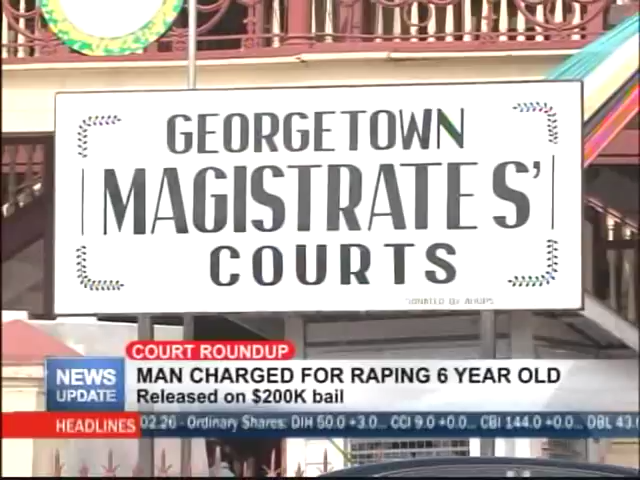 GEORGETOWN
MAGISTRATES'
COURTS
DONATED BY
COURT ROUNDUP
NEWS
UPDATE
MAN CHARGED FOR RAPING 6 YEAR OLD
Released on $200K bail
HEADLINES
02.26 - Ordinary Shares: DIH 50.0 +3.0... CCI 9.0 +0.0... CBI 144.0 +0.0... DBL 43.